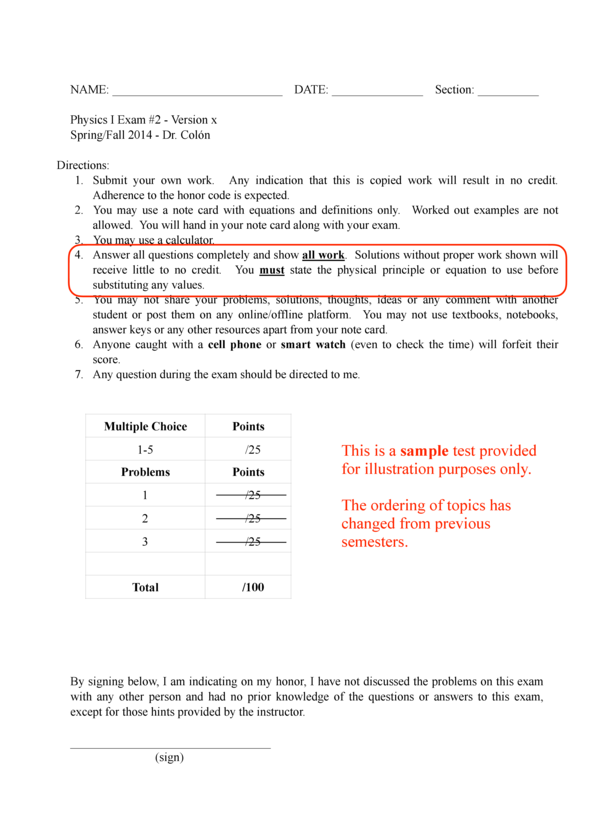 NAME: ____________________________ DATE: _______________ Section: __________
Physics I Exam #2 - Version x
Spring/Fall 2014 - Dr. Colón
Directions:
1. Submit your own work. Any indication that this is copied work will result in no credit.
Adherence to the honor code is expected.
2. You may use a note card with equations and definitions only. Worked out examples are not
allowed. You will hand in your note card along with your exam.
3. You may use a calculator.
4. Answer all questions completely and show all work. Solutions without proper work shown will
receive little to no credit. You must state the physical principle or equation to use before
substituting any values.
5. You may not share your problems, solutions, thoughts, ideas or any comment with another
student or post them on any online/offline platform. You may not use textbooks, notebooks,
answer keys or any other resources apart from your note card.
6. Anyone caught with a cell phone or smart watch (even to check the time) will forfeit their
score.
7. Any question during the exam should be directed to me.
Multiple Choice Points
1-5 /25
Problems Points
1 /25
2 /25
3 /25
Total /100
This is a sample test provided
for illustration purposes only.
The ordering of topics has
changed from previous
semesters.
By signing below, I am indicating on my honor, I have not discussed the problems on this exam
with any other person and had no prior knowledge of the questions or answers to this exam,
except for those hints provided by the instructor.
_________________________________
(sign)